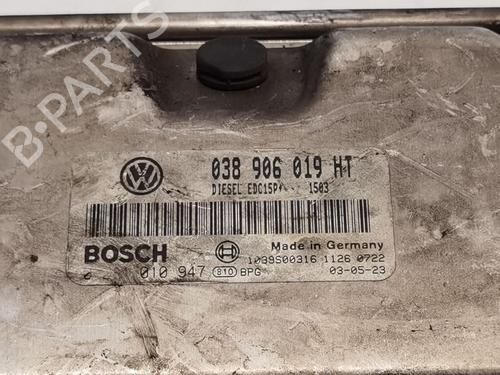 B-PARTS
038 906 019 HT
DIESEL EDC15P+ 1503
BOSCH
Made in Germany
1039S00316 1126 0722
010 947 810 BPG
03-05-23